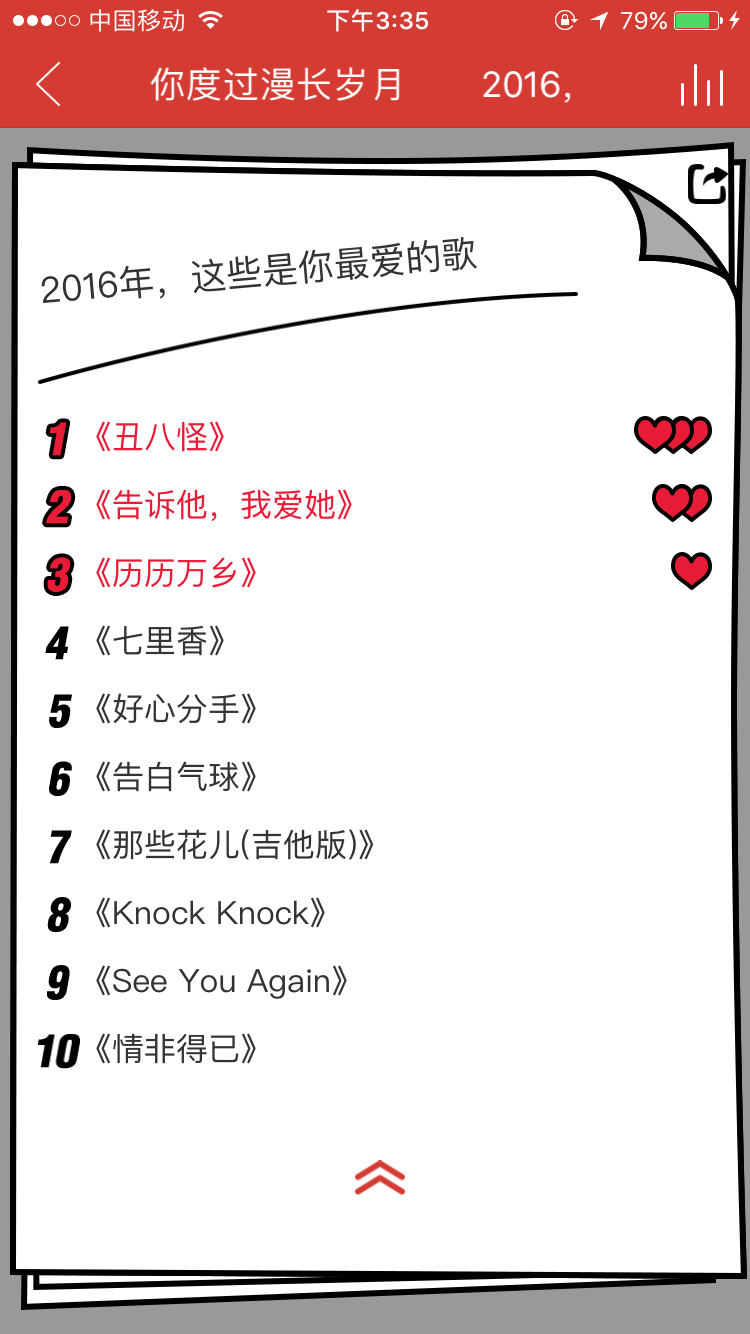 中国移动 下午3:35 79%
你度过漫长岁月 2016,
2016年，这些是你最爱的歌
1 《丑八怪》
2 《告诉他，我爱她》
3 《历历万乡》
4 《七里香》
5 《好心分手》
6 《告白气球》
7 《那些花儿(吉他版)》
8 《Knock Knock》
9 《See You Again》
10 《情非得已》